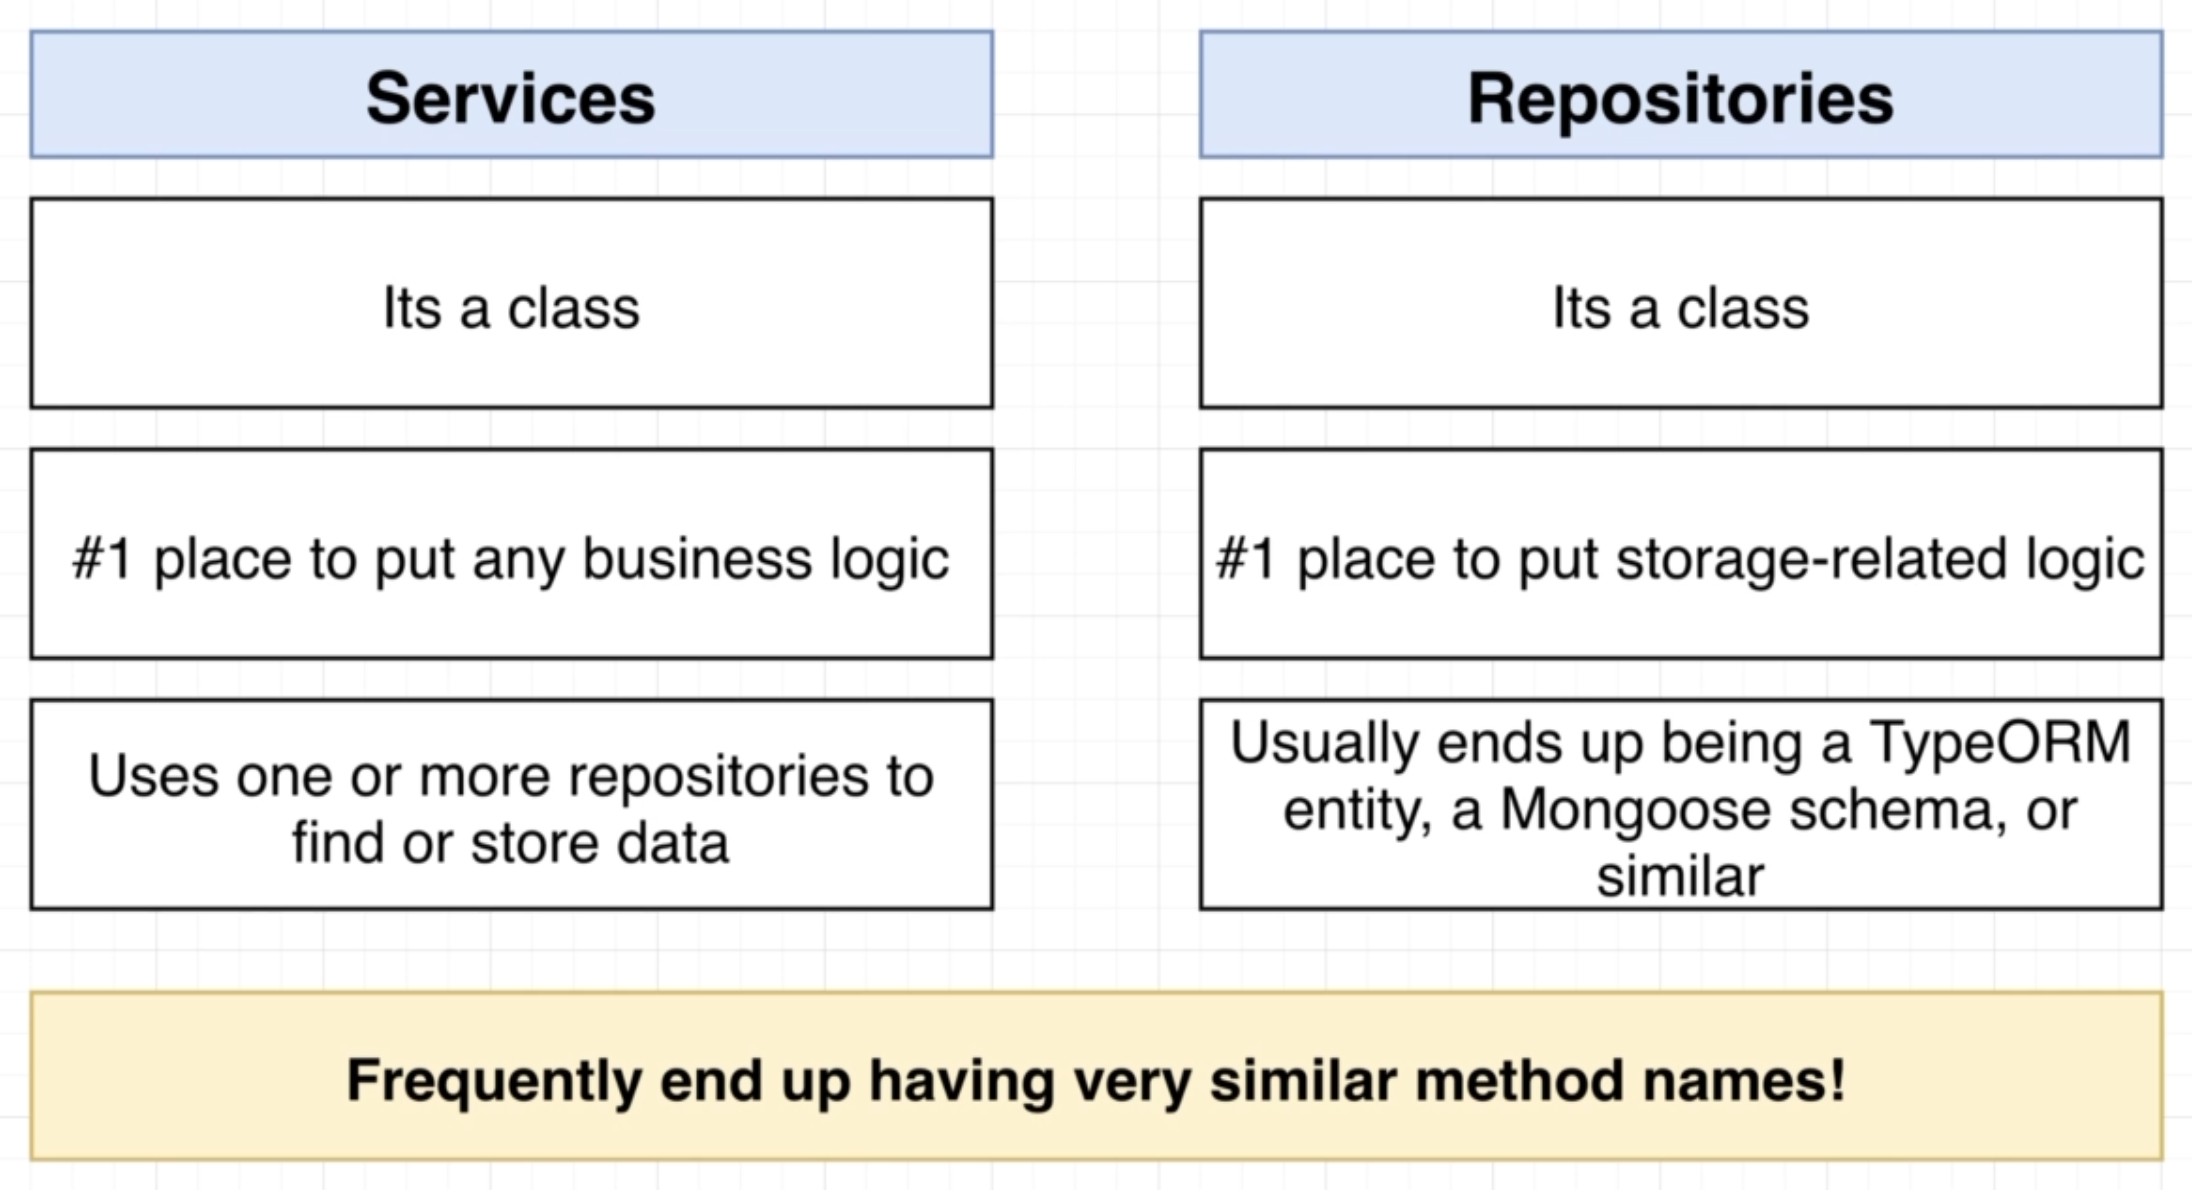 Services
Repositories
Its a class
Its a class
#1 place to put any business logic
#1 place to put storage-related logic
Uses one or more repositories to
find or store data
Usually ends up being a TypeORM
entity, a Mongoose schema, or
similar
Frequently end up having very similar method names!